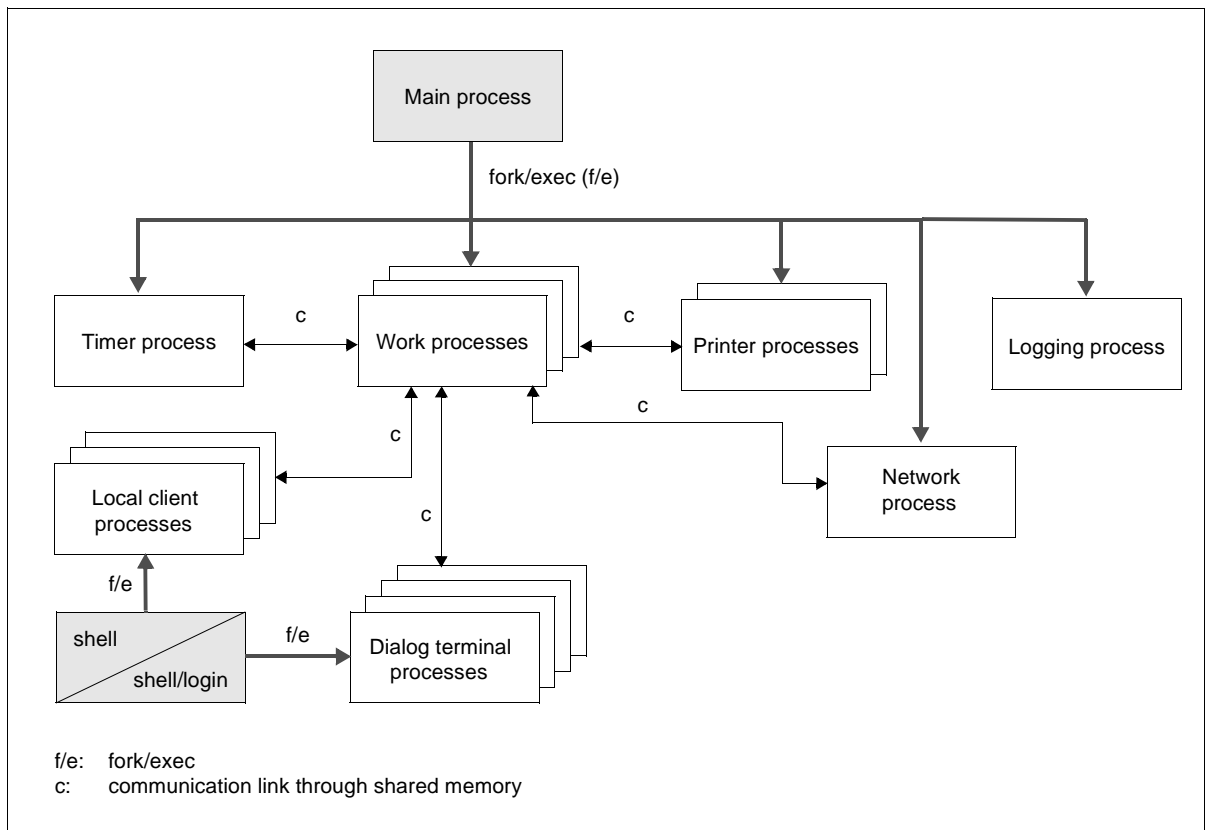 Main process
fork/exec (f/e)
c
c
Timer process
Work processes
Printer processes
Logging process
c
c
Local client
processes
Network
process
c
f/e
shell
shell/login
f/e
Dialog terminal
processes
f/e: fork/exec
c: communication link through shared memory